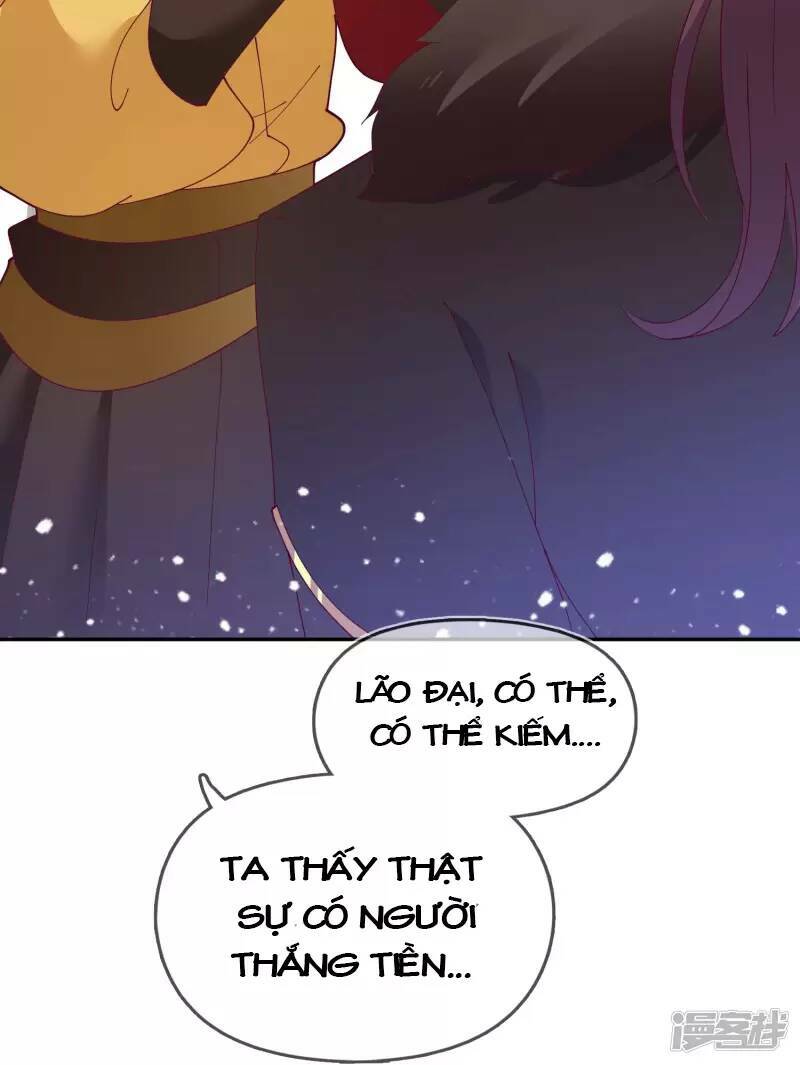 LÃO ĐẠI, CÓ THỂ,
CÓ THỂ KIẾM....
TA THẤY THẬT
SỰ CÓ NGƯỜI
THẮNG TIỀN...
漫客栈